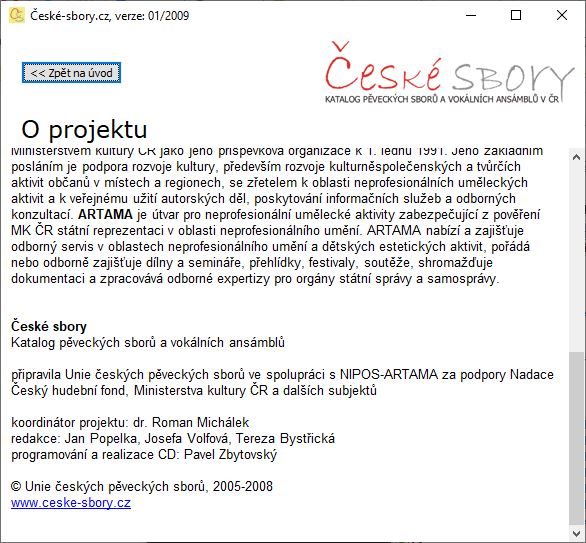 České-sbory.cz, verze: 01/2009
<< Zpět na úvod
České SBORY
KATALOG PĚVECKÝCH SBORŮ A VOKÁLNÍCH ANSÁMBLŮ V ČR
O projektu
Ministerstvem kultury ČR jako jeho příspěvková organizace k 1. lednu 1991. Jeho základním
posláním je podpora rozvoje kultury, především rozvoje kulturněspolečenských a tvůrčích
aktivit občanů v místech a regionech, se zřetelem k oblasti neprofesionálních uměleckých
aktivit a k veřejnému užití autorských děl, poskytování informačních služeb a odborných
konzultací. ARTAMA je útvar pro neprofesionální umělecké aktivity zabezpečující z pověření
MK ČR státní reprezentaci v oblasti neprofesionálního umění. ARTAMA nabízí a zajišťuje
odborný servis v oblastech neprofesionálního umění a dětských estetických aktivit, pořádá
nebo odborně zajišťuje dílny a semináře, přehlídky, festivaly, soutěže, shromažďuje
dokumentaci a zpracovává odborné expertizy pro orgány státní správy a samosprávy.
České sbory
Katalog pěveckých sborů a vokálních ansámblů
připravila Unie českých pěveckých sborů ve spolupráci s NIPOS-ARTAMA za podpory Nadace
Český hudební fond, Ministerstva kultury ČR a dalších subjektů
koordinátor projektu: dr. Roman Michálek
redakce: Jan Popelka, Josefa Volfová, Tereza Bystřická
programování a realizace CD: Pavel Zbytovský
© Unie českých pěveckých sborů, 2005-2008
www.ceske-sbory.cz